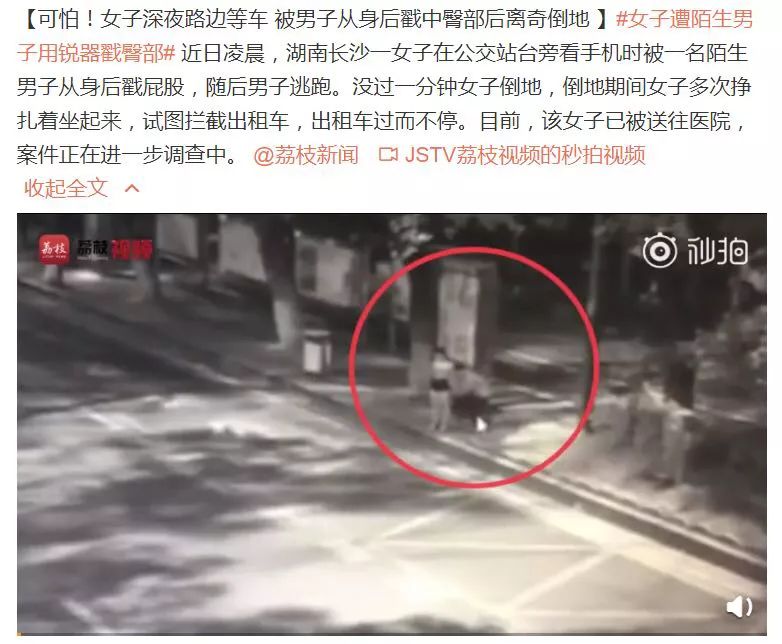 【可怕！女子深夜路边等车 被男子从身后戳中臀部后离奇倒地 】#女子遭陌生男
子用锐器戳臀部# 近日凌晨，湖南长沙一女子在公交站台旁看手机时被一名陌生
男子从身后戳屁股，随后男子逃跑。没过一分钟女子倒地，倒地期间女子多次挣
扎着坐起来，试图拦截出租车，出租车过而不停。目前，该女子已被送往医院，
案件正在进一步调查中。 @荔枝新闻 JSTV荔枝视频的秒拍视频
收起全文
荔枝 荔枝视频 秒拍